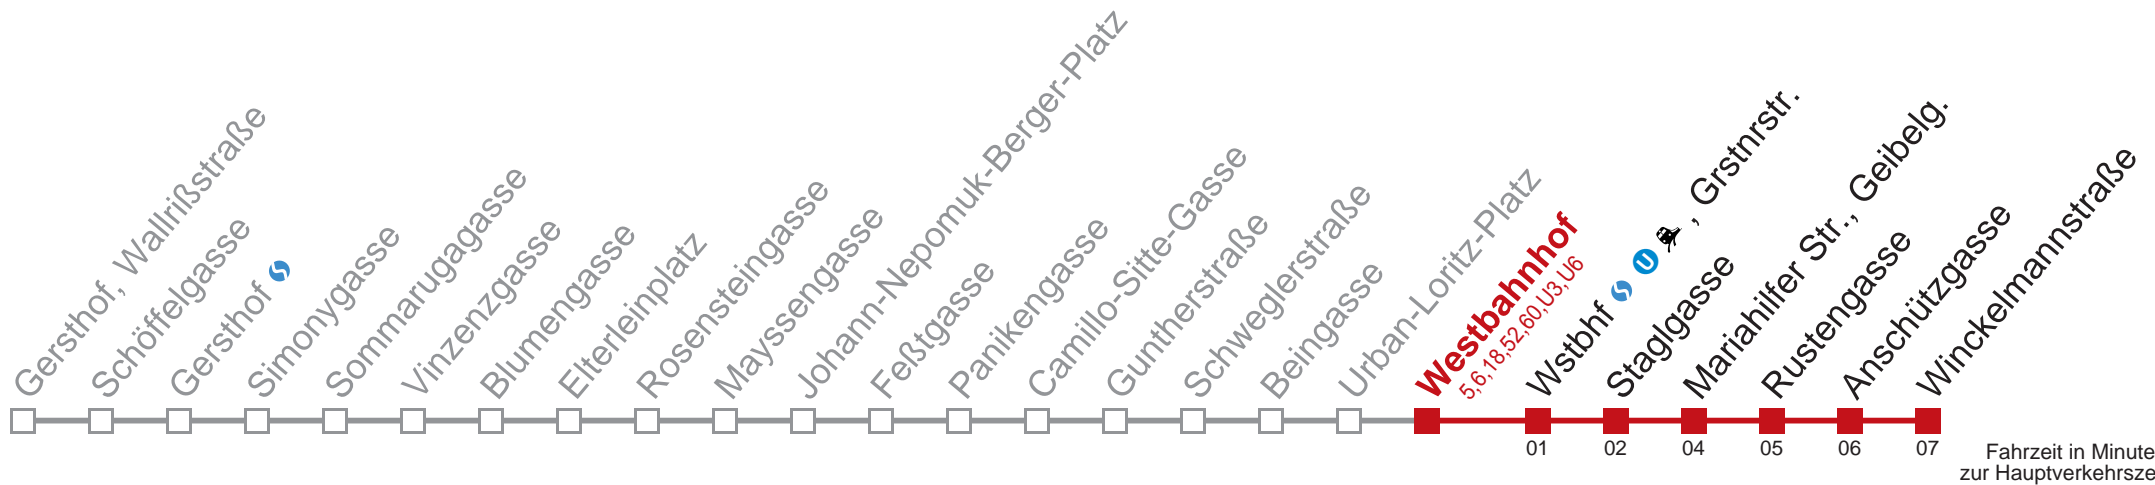 Gersthof, Wallrißstraße
Schöffelgasse
Gersthof S
Simonygasse
Sommarugagasse
Vinzenzgasse
Blumengasse
Elterleinplatz
Rosensteingasse
Mayssengasse
Johann-Nepomuk-Berger-Platz
Feßtgasse
Panikengasse
Camillo-Sitte-Gasse
Guntherstraße
Schweglerstraße
Beingasse
Urban-Loritz-Platz
Westbahnhof
5,6,18,52,60,U3,U6
Wstbhf S U , Grstnrstr.
Staglgasse
Mariahilfer Str., Geibelg.
Rustengasse
Anschützgasse
Winckelmannstraße
01 02 04 05 06 07
Fahrzeit in Minute
zur Hauptverkehrsze